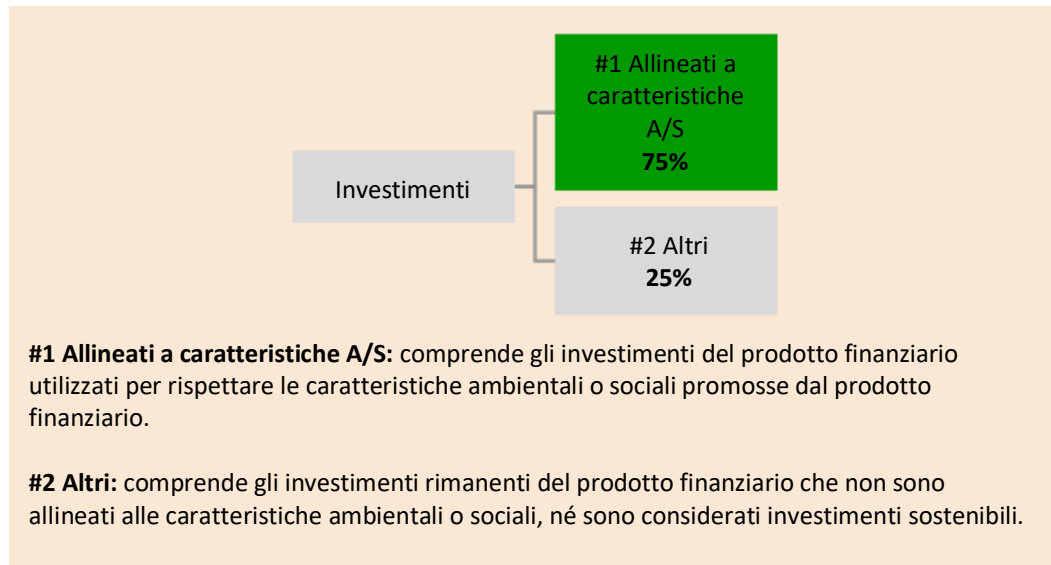 #1 Allineati a
caratteristiche
A/S
75%
Investimenti
#2 Altri
25%
#1 Allineati a caratteristiche A/S: comprende gli investimenti del prodotto finanziario
utilizzati per rispettare le caratteristiche ambientali o sociali promosse dal prodotto
finanziario.
#2 Altri: comprende gli investimenti rimanenti del prodotto finanziario che non sono
allineati alle caratteristiche ambientali o sociali, né sono considerati investimenti sostenibili.